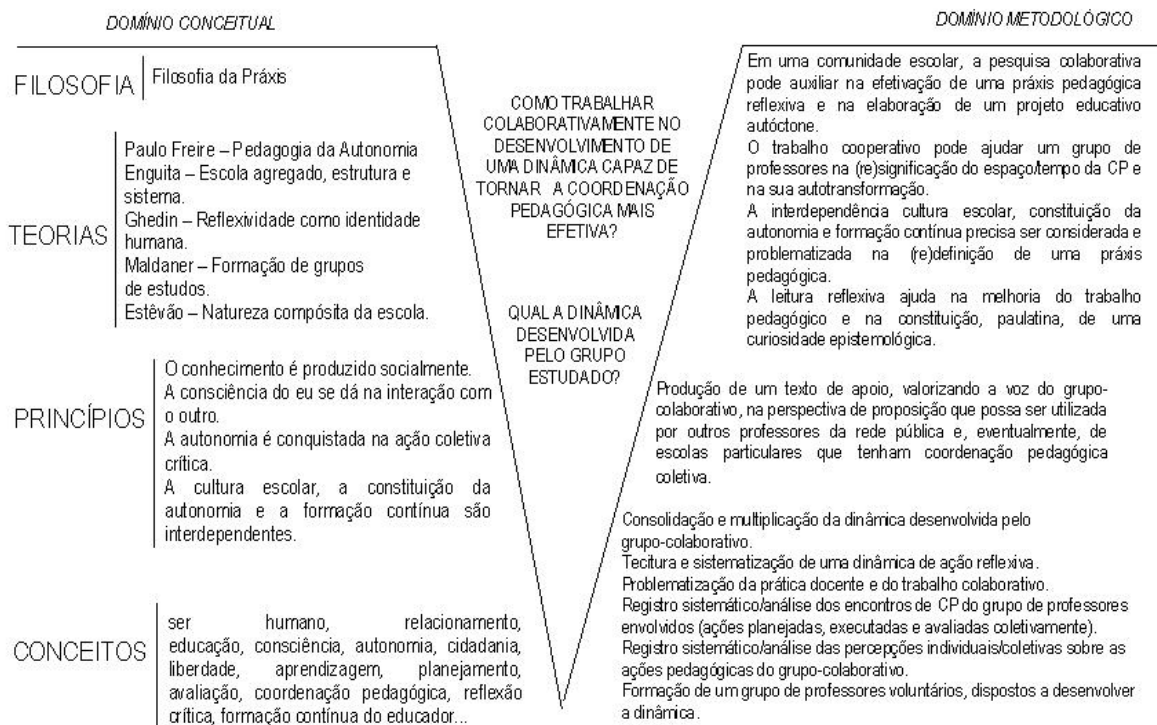 DOMÍNIO CONCEITUAL
DOMÍNIO METODOLÓGICO
FILOSOFIA
Filosofia da Práxis
TEORIAS
Paulo Freire – Pedagogia da Autonomia
Enguita – Escola agregado, estrutura e
sistema.
Ghedin – Reflexividade como identidade
humana.
Maldaner – Formação de grupos
de estudos.
Estêvão – Natureza compósita da escola.
PRINCÍPIOS
O conhecimento é produzido socialmente.
A consciência do eu se dá na interação com
o outro.
A autonomia é conquistada na ação coletiva
crítica.
A cultura escolar, a constituição da
autonomia e a formação contínua são
interdependentes.
CONCEITOS
ser humano, relacionamento,
educação, consciência, autonomia, cidadania,
liberdade, aprendizagem, planejamento,
avaliação, coordenação pedagógica, reflexão
crítica, formação contínua do educador...
COMO TRABALHAR
COLABORATIVAMENTE NO
DESENVOLVIMENTO DE
UMA DINÂMICA CAPAZ DE
TORNAR A COORDENAÇÃO
PEDAGÓGICA MAIS
EFETIVA?
QUAL A DINÂMICA
DESENVOLVIDA
PELO GRUPO
ESTUDADO?
Em uma comunidade escolar, a pesquisa colaborativa
pode auxiliar na efetivação de uma práxis pedagógica
reflexiva e na elaboração de um projeto educativo
autóctone.
O trabalho cooperativo pode ajudar um grupo de
professores na (re)significação do espaço/tempo da CP e
na sua autotransformação.
A interdependência cultura escolar, constituição da
autonomia e formação contínua precisa ser considerada e
problematizada na (re)definição de uma práxis
pedagógica.
A leitura reflexiva ajuda na melhoria do trabalho
pedagógico e na constituição, paulatina, de uma
curiosidade epistemológica.
Produção de um texto de apoio, valorizando a voz do grupo-
colaborativo, na perspectiva de proposição que possa ser utilizada
por outros professores da rede pública e, eventualmente, de
escolas particulares que tenham coordenação pedagógica
coletiva.
Consolidação e multiplicação da dinâmica desenvolvida pelo
grupo-colaborativo.
Tecitura e sistematização de uma dinâmica de ação reflexiva.
Problematização da prática docente e do trabalho colaborativo.
Registro sistemático/análise dos encontros de CP do grupo de professores
envolvidos (ações planejadas, executadas e avaliadas coletivamente).
Registro sistemático/análise das percepções individuais/coletivas sobre as
ações pedagógicas do grupo-colaborativo.
Formação de um grupo de professores voluntários, dispostos a desenvolver
a dinâmica.